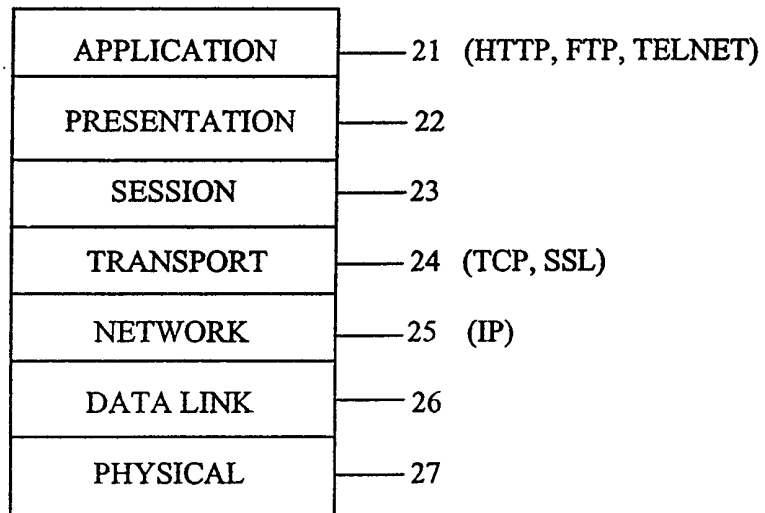 APPLICATION 21 (HTTP, FTP, TELNET)
PRESENTATION 22
SESSION 23
TRANSPORT 24 (TCP, SSL)
NETWORK 25 (IP)
DATA LINK 26
PHYSICAL 27